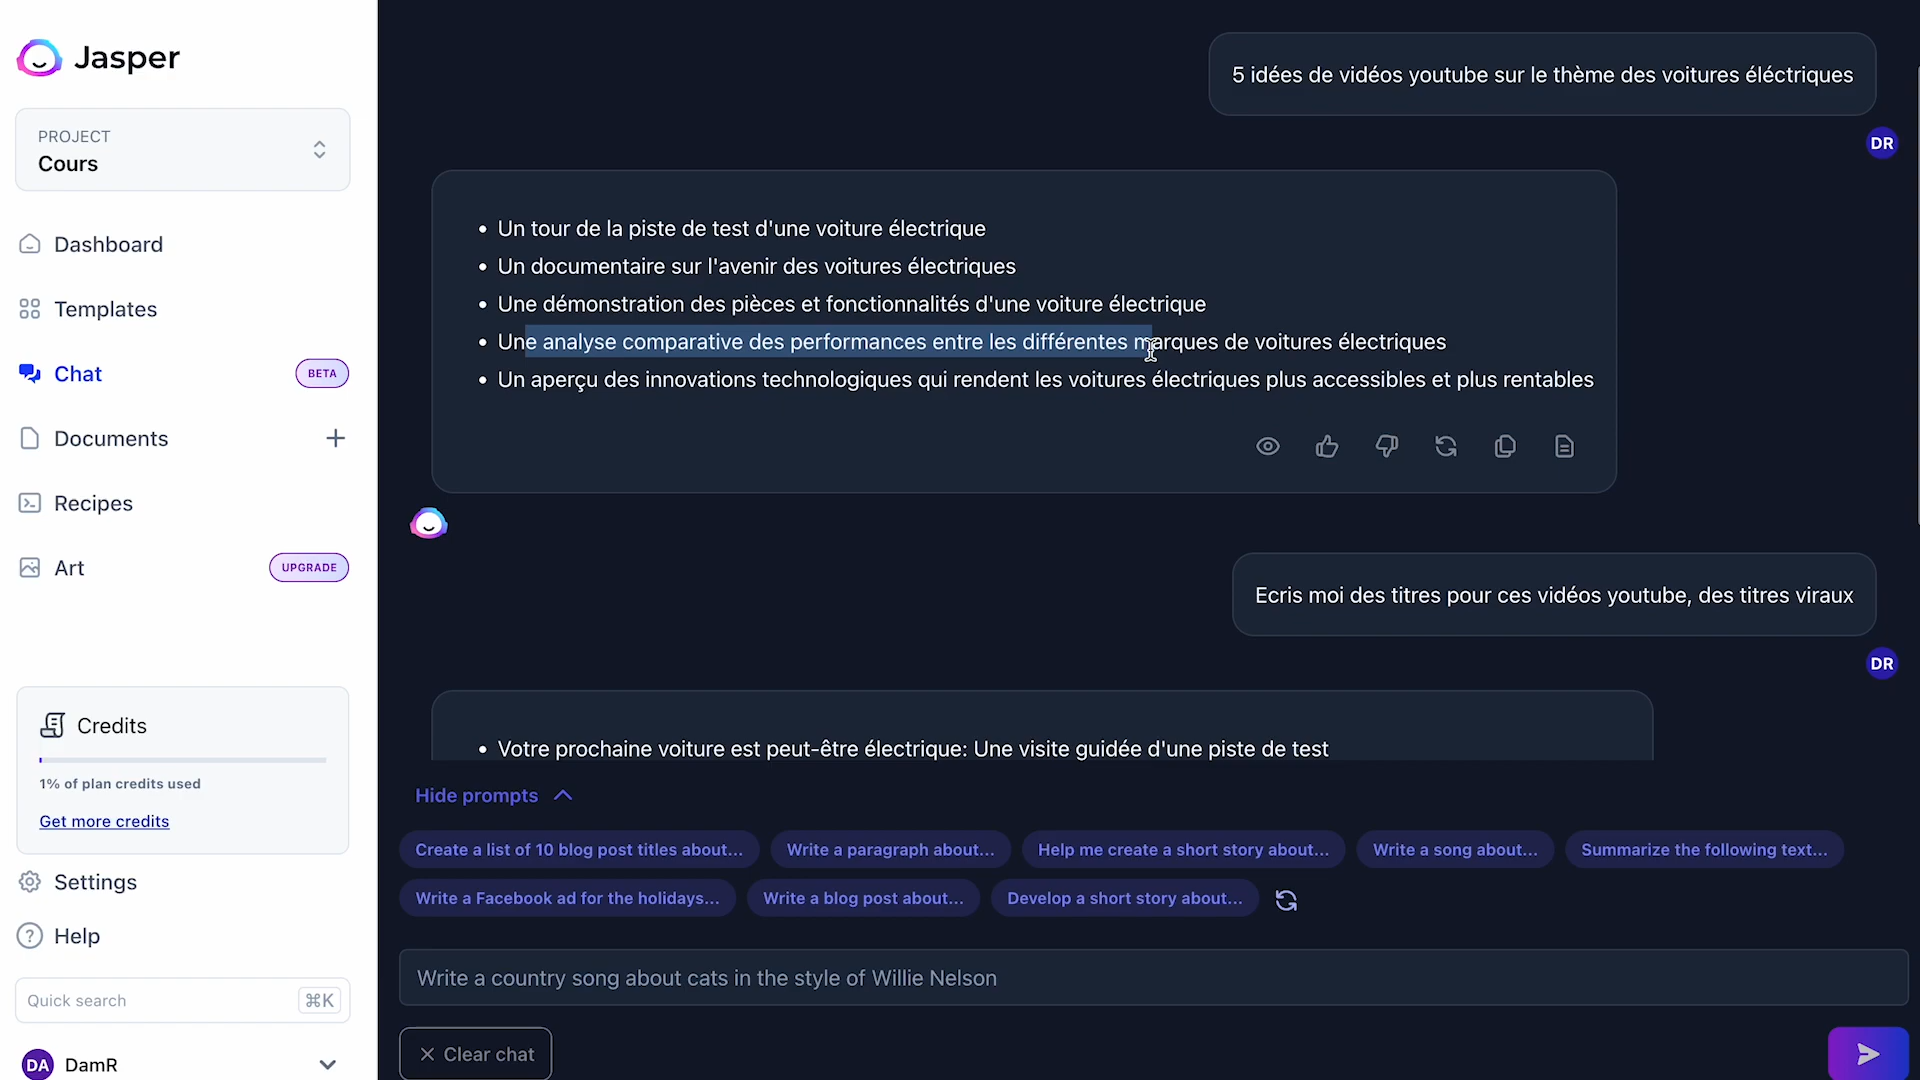 Jasper
PROJECT
Cours
Dashboard
Templates
Chat
BETA
Documents
Recipes
Art
UPGRADE
Credits
1% of plan credits used
Get more credits
Settings
Help
Quick search
⌘K
DA
DamR
5 idées de vidéos youtube sur le thème des voitures éléctriques
DR
• Un tour de la piste de test d'une voiture électrique
• Un documentaire sur l'avenir des voitures électriques
• Une démonstration des pièces et fonctionnalités d'une voiture électrique
• Une analyse comparative des performances entre les différentes marques de voitures électriques
• Un aperçu des innovations technologiques qui rendent les voitures électriques plus accessibles et plus rentables
Ecris moi des titres pour ces vidéos youtube, des titres viraux
DR
• Votre prochaine voiture est peut-être électrique: Une visite guidée d'une piste de test
Hide prompts
Create a list of 10 blog post titles about...
Write a paragraph about...
Help me create a short story about...
Write a song about...
Summarize the following text...
Write a Facebook ad for the holidays...
Write a blog post about...
Develop a short story about...
Write a country song about cats in the style of Willie Nelson
Clear chat